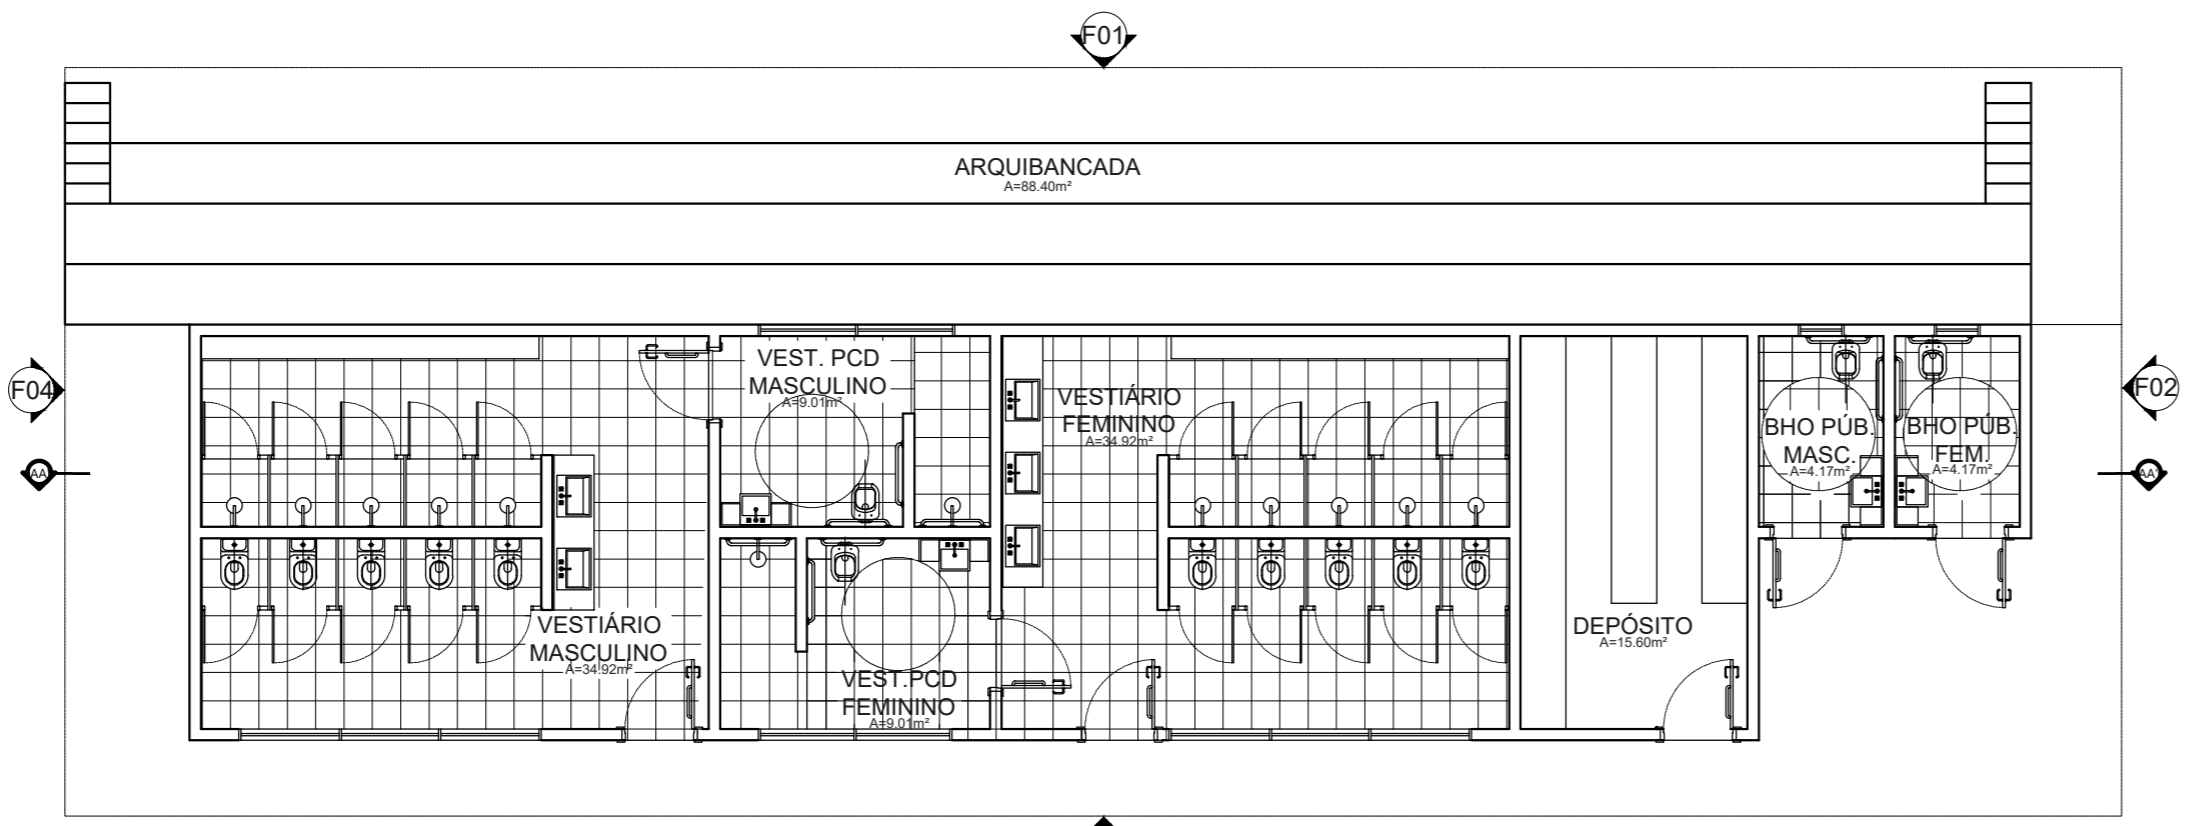 F01
ARQUIBANCADA
A=88.40m²
VEST. PCD
MASCULINO
A=9.01m²
VESTIÁRIO
FEMININO
A=34.92m²
F04
F02
BHO PÚB.
MASC.
A=4.17m²
BHO PÚB.
FEM.
A=4.17m²
AA
AA'
VESTIÁRIO
MASCULINO
A=34.92m²
DEPÓSITO
A=15.60m²
VEST.PCD
FEMININO
A=9.01m²